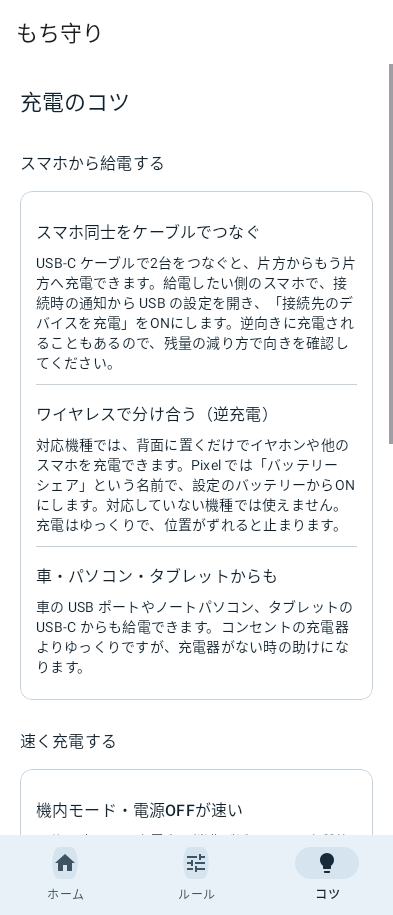 もち守り
充電のコツ
スマホから給電する
スマホ同士をケーブルでつなぐ
USB-C ケーブルで2台をつなぐと、片方からもう片
方へ充電できます。給電したい側のスマホで、接
続時の通知から USB の設定を開き、「接続先のデ
バイスを充電」をONにします。逆向きに充電され
ることもあるので、残量の減り方で向きを確認し
てください。
ワイヤレスで分け合う（逆充電）
対応機種では、背面に置くだけでイヤホンや他の
スマホを充電できます。Pixel では「バッテリー
シェア」という名前で、設定のバッテリーからON
にします。対応していない機種では使えません。
充電はゆっくりで、位置がずれると止まります。
車・パソコン・タブレットからも
車の USB ポートやノートパソコン、タブレットの
USB-C からも給電できます。コンセントの充電器
よりゆっくりですが、充電器がない時の助けにな
ります。
速く充電する
機内モード・電源OFFが速い
ホーム
ルール
コツ